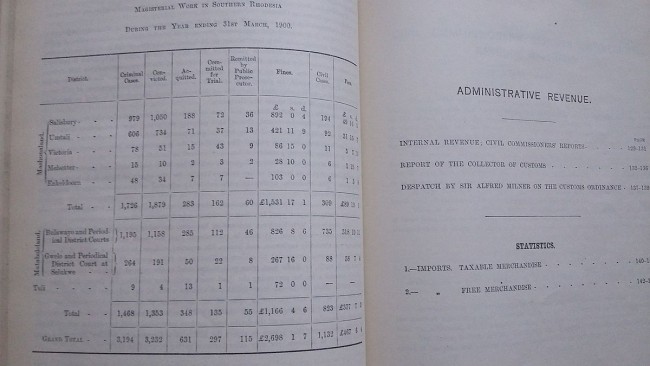 MAGISTERIAL WORK IN SOUTHERN RHODESIA
DURING THE YEAR ENDING 31ST MARCH, 1900.
District. Criminal Cases. Convicted. Acquitted. Committed for Trial. Remitted by Public Prosecutor. Fines. Civil Cases.
£ s. d.
Mashonaland.
Salisbury - - - 979 1,050 188 72 36 892 0 4 194
Umtali - - - 606 734 71 37 13 421 11 9 92
Victoria - - - 78 51 15 43 9 86 15 0 11
15 10 2 3 2 28 10 0 6
48 34 7 7 — 103 0 0 6
Total - - 1,726 1,879 283 162 60 £1,531 17 1 309
Matabeleland.
Bulawayo and Periodical District Courts 1,195 1,158 285 112 46 826 8 6 735
Gwelo and Periodical District Court at Selukwe - - 264 191 50 22 8 267 16 0 88
Tuli - - - - 9 4 13 1 1 72 0 0 — —
Total - - 1,468 1,353 348 135 55 £1,166 4 6 823
GRAND TOTAL - - 3,194 3,232 631 297 115 £2,698 1 7 1,132
ADMINISTRATIVE REVENUE.
PAGE
INTERNAL REVENUE; CIVIL COMMISSIONERS' REPORTS
REPORT OF THE COLLECTOR OF CUSTOMS
DESPATCH BY SIR ALFRED MILNER ON THE CUSTOMS ORDINANCE
STATISTICS.
1.—IMPORTS, TAXABLE MERCHANDISE
2.— „ FREE MERCHANDISE